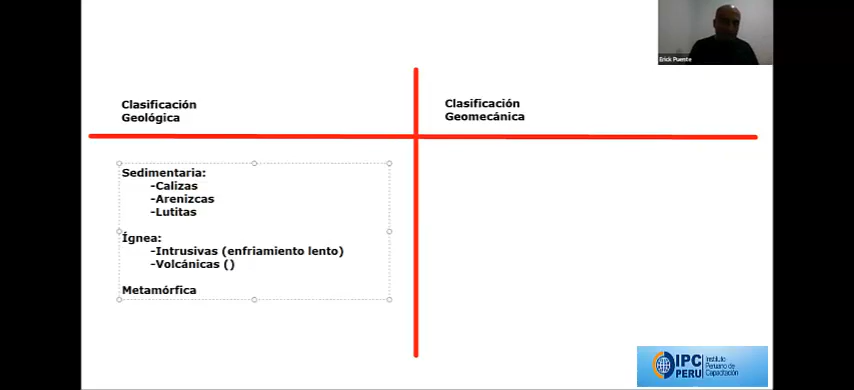 Erick Puente
Clasificación
Geológica
Clasificación
Geomecánica
Sedimentaria:
-Calizas
-Arenizcas
-Lutitas
Ígnea:
-Intrusivas (enfriamiento lento)
-Volcánicas ()
Metamórfica
IPC
PERU
Instituto
Peruano de
Capacitación